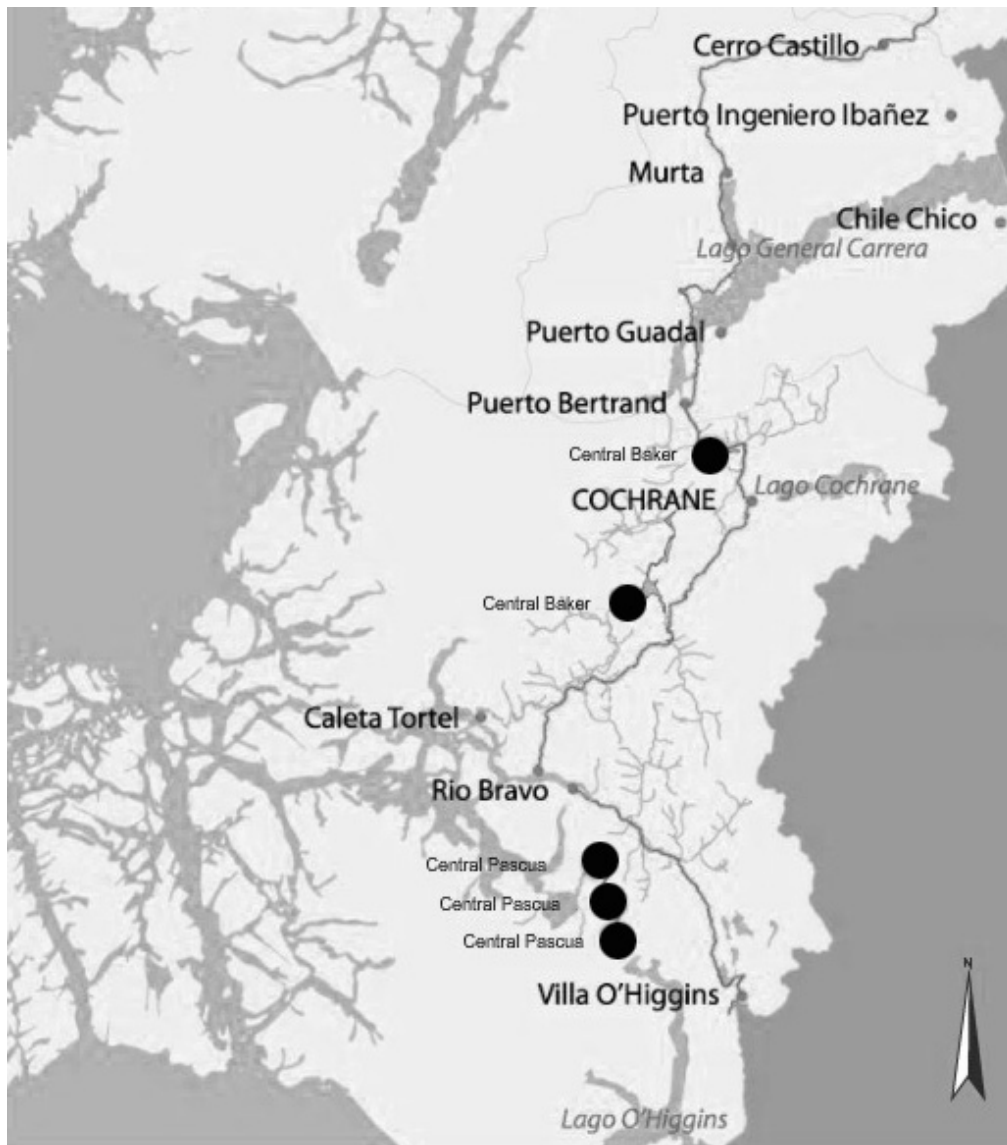 Cerro Castillo
Puerto Ingeniero Ibañez
Murta
Chile Chico
Lago General Carrera
Puerto Guadal
Puerto Bertrand
Central Baker
Lago Cochrane
COCHRANE
Central Baker
Caleta Tortel
Rio Bravo
Central Pascua
Central Pascua
Central Pascua
Villa O'Higgins
N
Lago O'Higgins